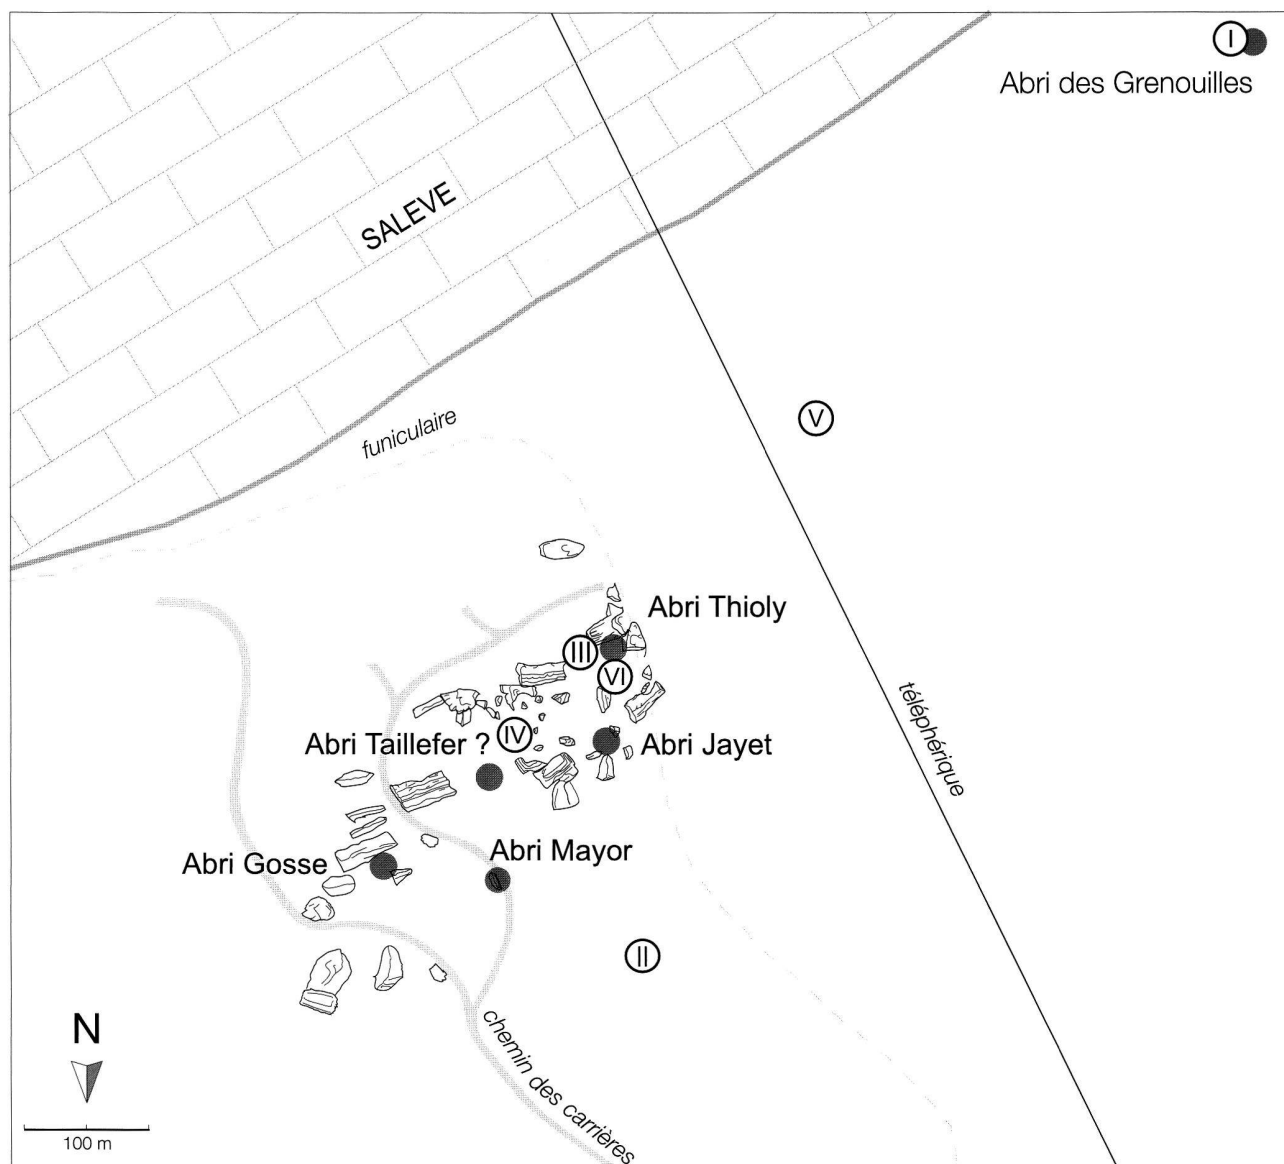 I
Abri des Grenouilles
SALEVE
funiculaire
V
Abri Thioly
III
VI
Abri Taillefer ?
IV
Abri Jayet
téléphérique
Abri Gosse
Abri Mayor
II
N
chemin des carrières
100 m